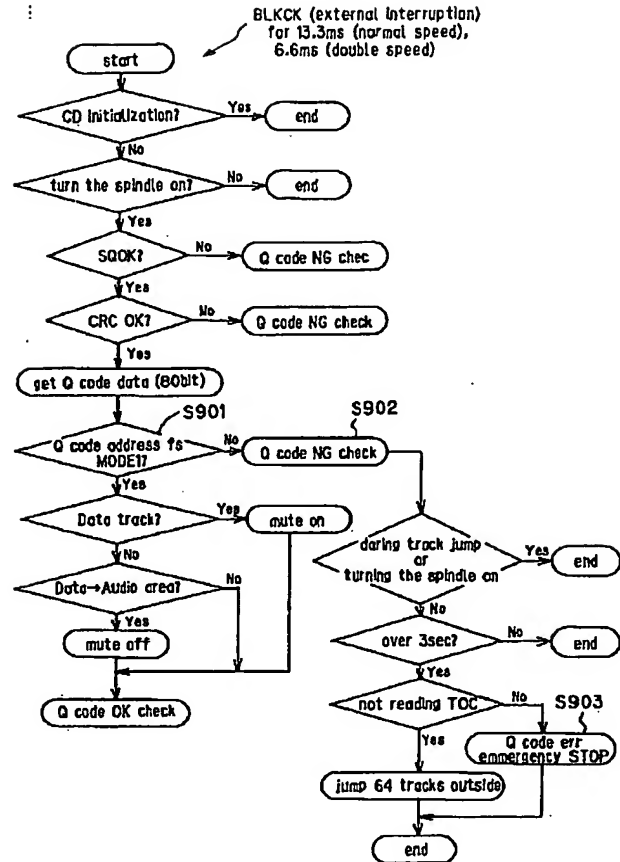 BLKCK (external interruption)
for 13.3ms (normal speed),
6.6ms (double speed)
start
CD Initialization?
Yes
end
No
turn the spindle on?
No
end
Yes
SQOK?
No
Q code NG chec
Yes
CRC OK?
No
Q code NG check
Yes
get Q code data (80bit)
S901
S902
Q code address fs
MODE1?
No
Q code NG check
Yes
Data track?
Yes
mute on
No
Data→Audio area?
No
Yes
mute off
Q code OK check
daring track jump
or
turning the spindle on
Yes
end
No
over 3sec?
No
end
Yes
not reading TOC
No
S903
Q code err
emmergency STOP
Yes
jump 64 tracks outside
end